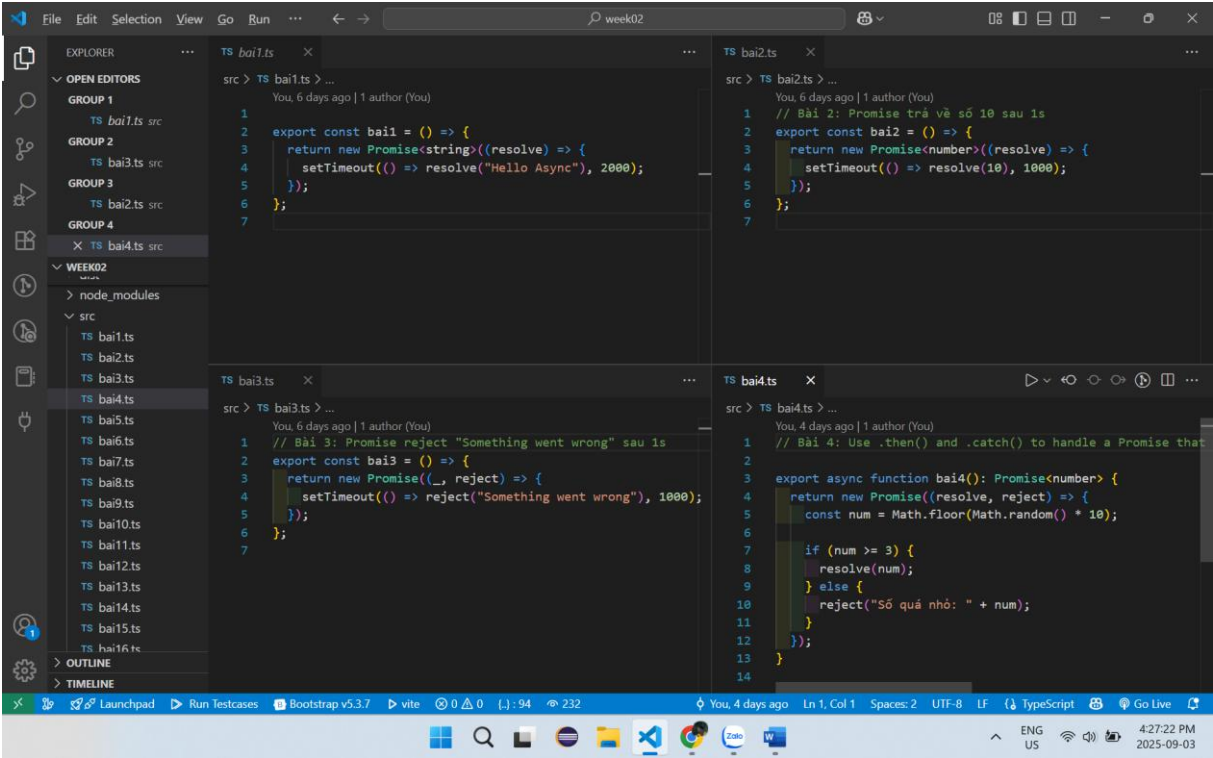 File Edit Selection View Go Run ··· week02
EXPLORER ···
OPEN EDITORS
GROUP 1
TS bai1.ts src
GROUP 2
TS bai3.ts src
GROUP 3
TS bai2.ts src
GROUP 4
TS bai4.ts src
WEEK02
node_modules
src
TS bai1.ts
TS bai2.ts
TS bai3.ts
TS bai4.ts
TS bai5.ts
TS bai6.ts
TS bai7.ts
TS bai8.ts
TS bai9.ts
TS bai10.ts
TS bai11.ts
TS bai12.ts
TS bai13.ts
TS bai14.ts
TS bai15.ts
TS bai16.ts
OUTLINE
TIMELINE
TS bai1.ts ···
src > TS bai1.ts > ...
You, 6 days ago | 1 author (You)
1
2 export const bai1 = () => {
3 return new Promise<string>((resolve) => {
4 setTimeout(() => resolve("Hello Async"), 2000);
5 });
6 };
7
TS bai2.ts ···
src > TS bai2.ts > ...
You, 6 days ago | 1 author (You)
1 // Bài 2: Promise trả về số 10 sau 1s
2 export const bai2 = () => {
3 return new Promise<number>((resolve) => {
4 setTimeout(() => resolve(10), 1000);
5 });
6 };
7
TS bai3.ts ···
src > TS bai3.ts > ...
You, 6 days ago | 1 author (You)
1 // Bài 3: Promise reject "Something went wrong" sau 1s
2 export const bai3 = () => {
3 return new Promise((_, reject) => {
4 setTimeout(() => reject("Something went wrong"), 1000);
5 });
6 };
7
TS bai4.ts ···
src > TS bai4.ts > ...
You, 4 days ago | 1 author (You)
1 // Bài 4: Use .then() and .catch() to handle a Promise that
2
3 export async function bai4(): Promise<number> {
4 return new Promise((resolve, reject) => {
5 const num = Math.floor(Math.random() * 10);
6
7 if (num >= 3) {
8 resolve(num);
9 } else {
10 reject("Số quá nhỏ: " + num);
11 }
12 });
13 }
14
1 Launchpad Run Testcases Bootstrap v5.3.7 vite 0 0 {..} : 94 232 You, 4 days ago Ln 1, Col 1 Spaces: 2 UTF-8 LF TypeScript Go Live
Zalo W ENG US 4:27:22 PM 2025-09-03